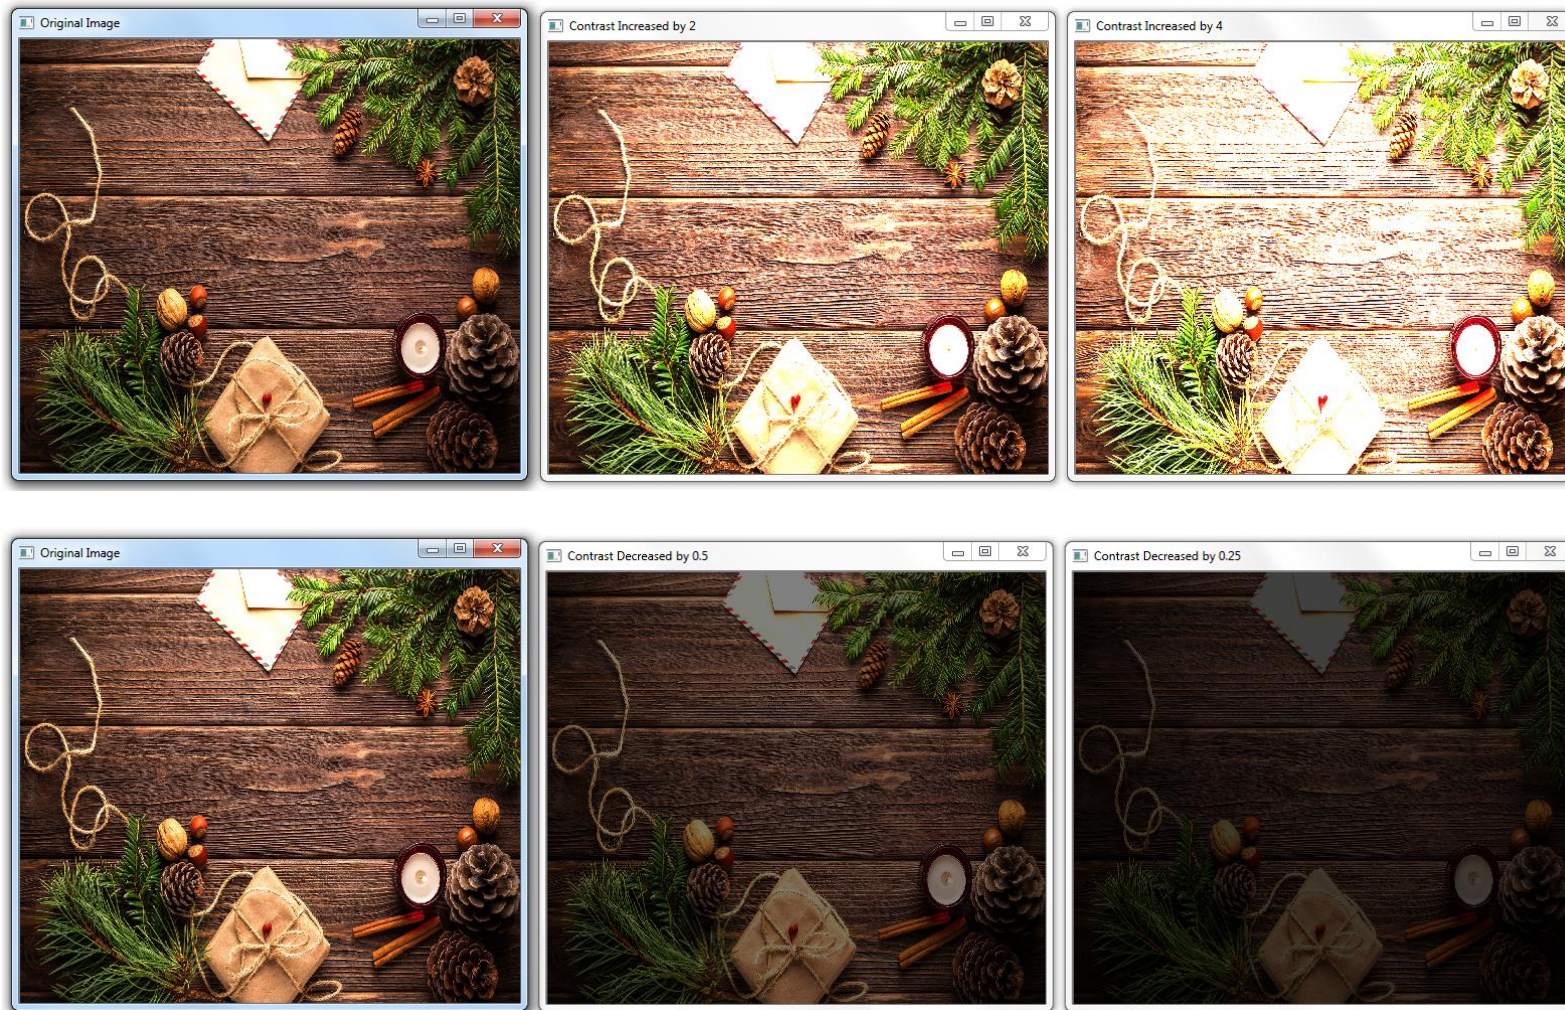 Original Image
Contrast Increased by 2
Contrast Increased by 4
Original Image
Contrast Decreased by 0.5
Contrast Decreased by 0.25